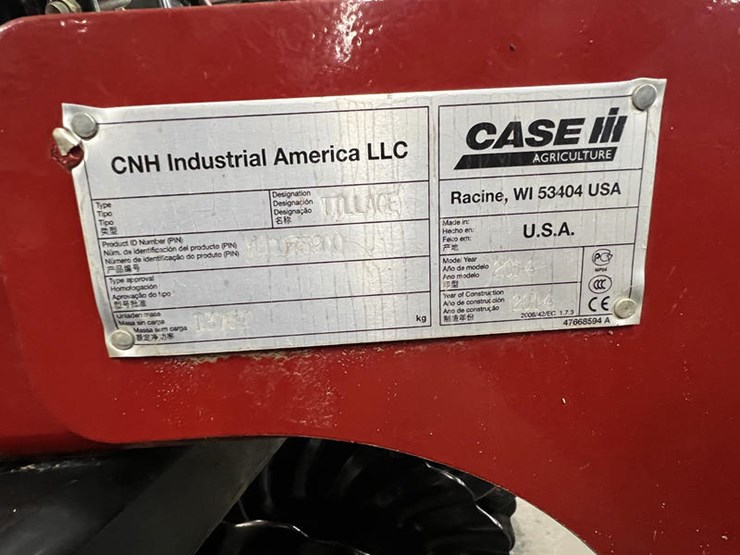 CNH Industrial America LLC
Type
Tipo
Tipo
类型
Designation
Designación
Designação
名称
TILLAGE
Product ID Number (PIN)
Núm. de identificación del producto (PIN)
Número de identificação do produto (PIN)
产品编号
Type approval
Homologación
Aprovação do tipo
型号批准
Unladen mass
Masa sin carga
Massa sem carga
额定净功率
kg
CASE IH
AGRICULTURE
Racine, WI 53404 USA
Made in:
Hecho en:
Feito em:
产地
U.S.A.
Model Year
Año de modelo
Ano modelo
年型
Year of Construction
Año de construcción
Ano de construção
制造年份
2006/42/EC 1.7.3
CCC
CE
47668594 A